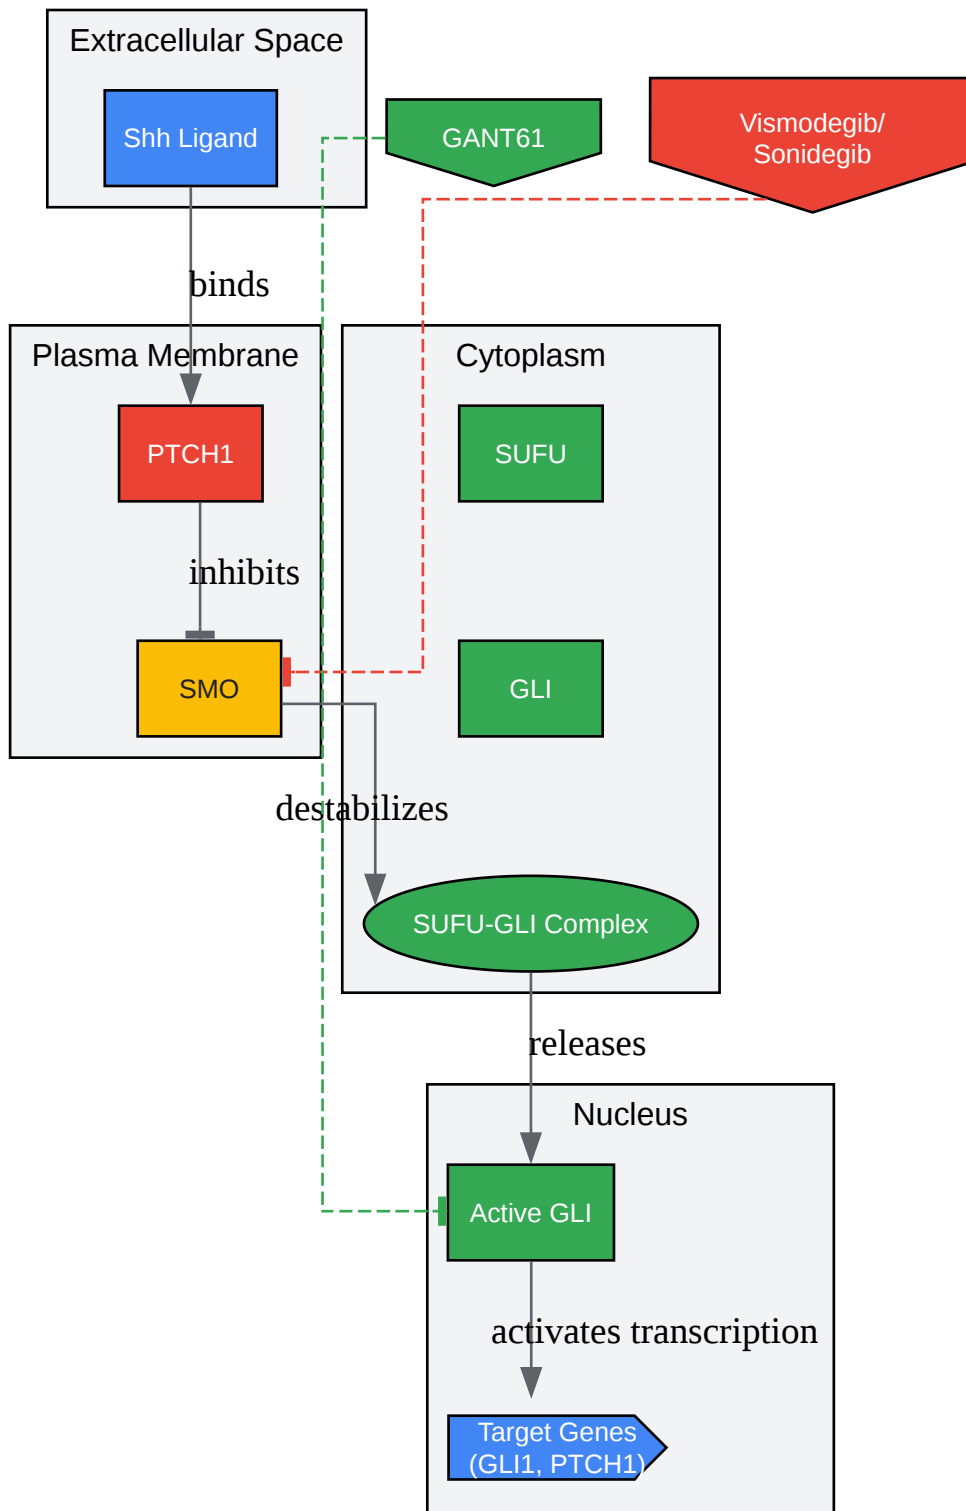 Extracellular Space
Shh Ligand
GANT61
Vismodegib/
Sonidegib
binds
Plasma Membrane
Cytoplasm
PTCH1
SUFU
inhibits
SMO
GLI
destabilizes
SUFU-GLI Complex
releases
Nucleus
Active GLI
activates transcription
Target Genes
(GLI1, PTCH1)